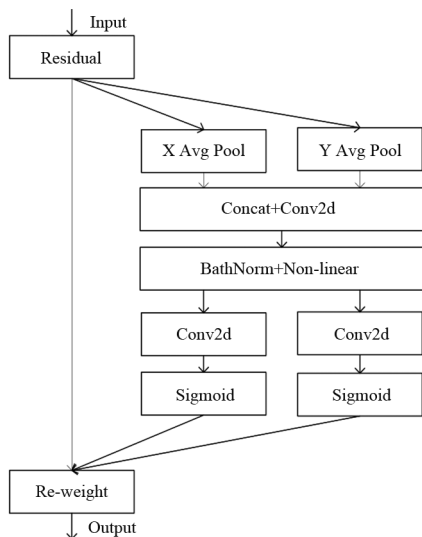 Input
Residual
X Avg Pool
Y Avg Pool
Concat+Conv2d
BathNorm+Non-linear
Conv2d
Conv2d
Sigmoid
Sigmoid
Re-weight
Output